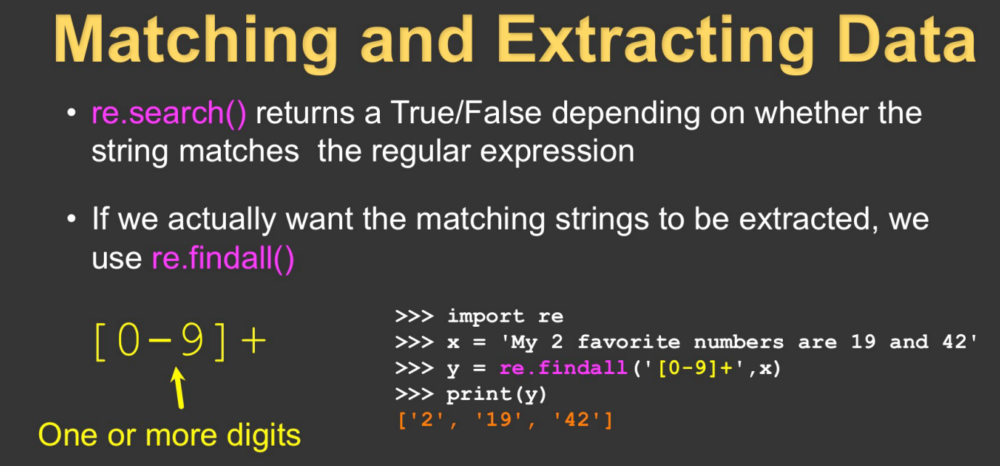 Matching and Extracting Data
• re.search() returns a True/False depending on whether the
string matches  the regular expression
• If we actually want the matching strings to be extracted, we
use re.findall()
[0-9]+
One or more digits
>>> import re
>>> x = 'My 2 favorite numbers are 19 and 42'
>>> y = re.findall('[0-9]+',x)
>>> print(y)
['2', '19', '42']